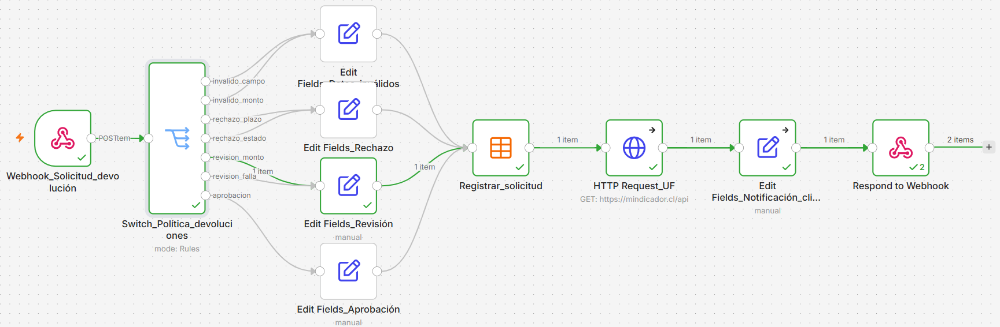 POST
item
Webhook_Solicitud_devo
lución
invalido_campo
invalido_monto
rechazo_plazo
rechazo_estado
revision_monto
revision_falla
aprobacion
Switch_Política_devoluci
ones
mode: Rules
1 item
Edit
Fields_Datos_inválidos
Edit Fields_Rechazo
Edit Fields_Revisión
manual
Edit Fields_Aprobación
manual
1 item
Registrar_solicitud
1 item
HTTP Request_UF
GET: https://mindicador.cl/api
1 item
Edit
Fields_Notificación_cli...
manual
1 item
2
Respond to Webhook
2 items